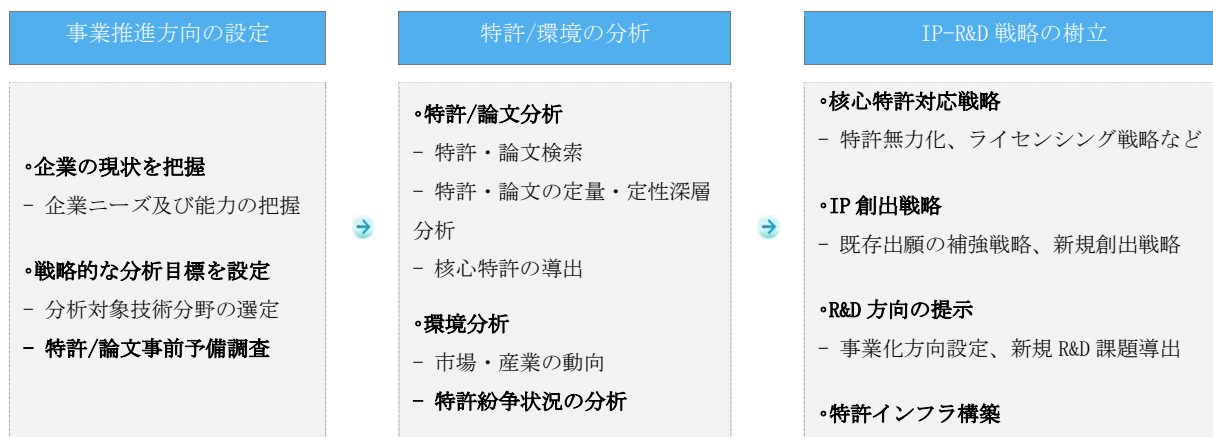 事業推進方向の設定
特許/環境の分析
IP-R&D 戦略の樹立
◦企業の現状を把握
- 企業ニーズ及び能力の把握
◦戦略的な分析目標を設定
- 分析対象技術分野の選定
- 特許/論文事前予備調査
◦特許/論文分析
- 特許・論文検索
- 特許・論文の定量・定性深層
分析
- 核心特許の導出
◦環境分析
- 市場・産業の動向
- 特許紛争状況の分析
◦核心特許対応戦略
- 特許無力化、ライセンシング戦略など
◦IP 創出戦略
- 既存出願の補強戦略、新規創出戦略
◦R&D 方向の提示
- 事業化方向設定、新規 R&D 課題導出
◦特許インフラ構築